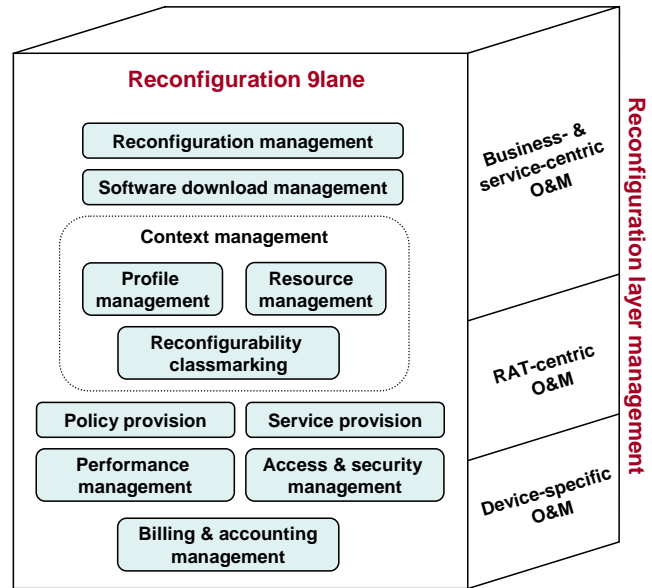 Reconfiguration 9lane
Reconfiguration management
Software download management
Context management
Profile
management
Resource
management
Reconfigurability
classmarking
Policy provision
Service provision
Performance
management
Access & security
management
Billing & accounting
management
Business- &
service-centric
O&M
RAT-centric
O&M
Device-specific
O&M
Reconfiguration layer management